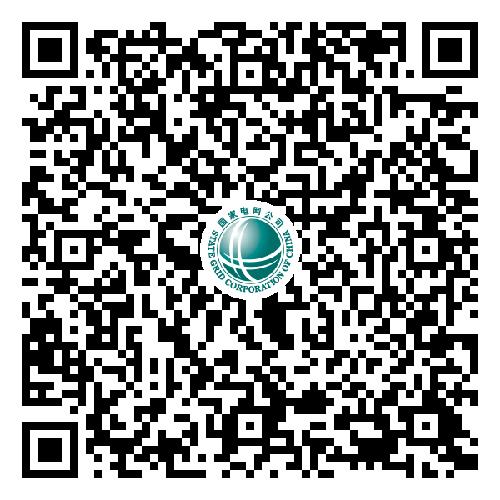 国家电网公司
STATE GRID CORPORATION OF CHINA